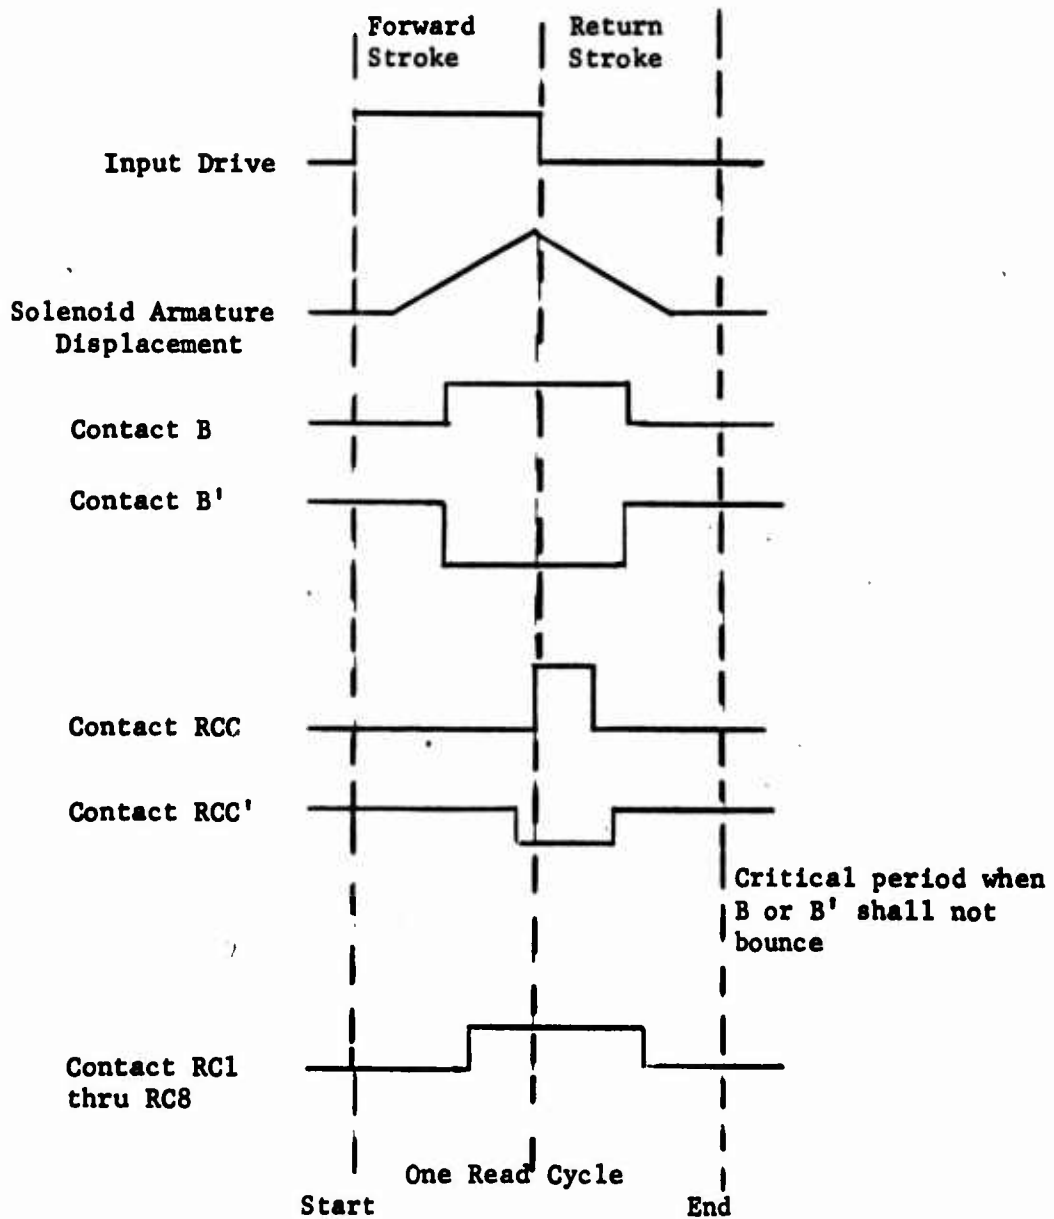 Forward
Stroke
Return
Stroke
Input Drive
Solenoid Armature
Displacement
Contact B
Contact B'
Contact RCC
Contact RCC'
Critical period when
B or B' shall not
bounce
Contact RC1
thru RC8
One Read Cycle
Start
End